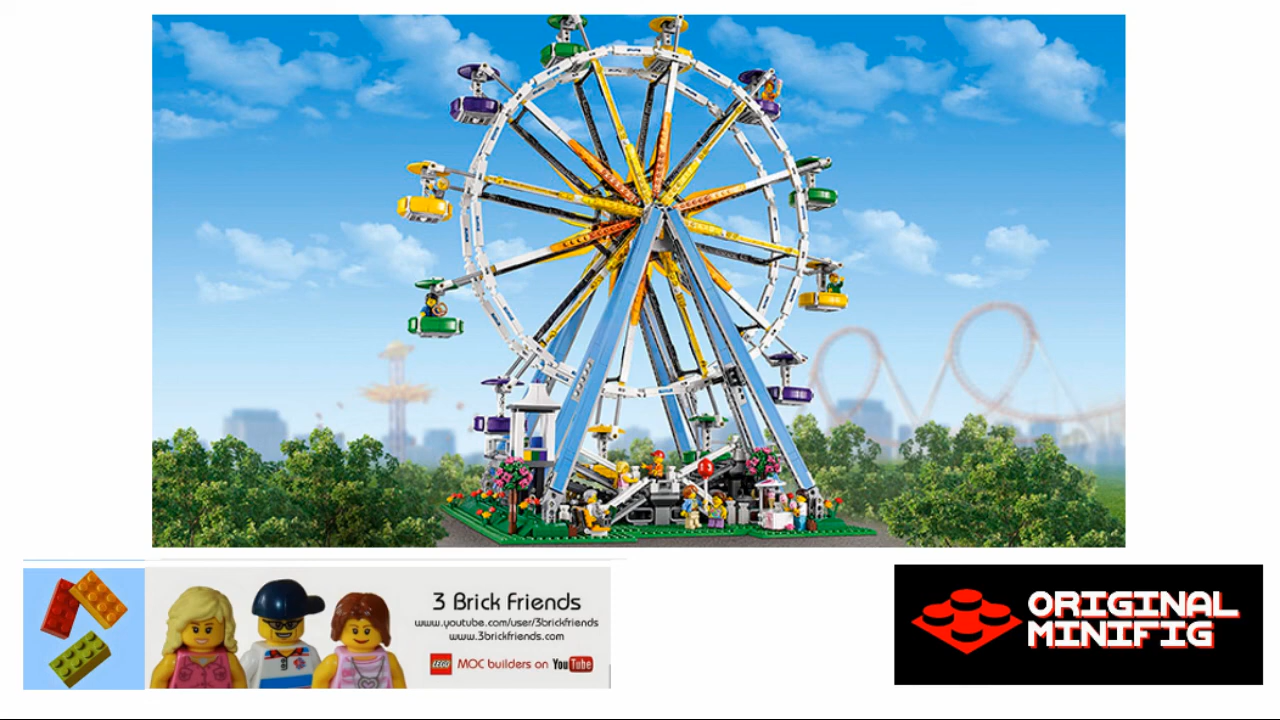 3 Brick Friends
www.youtube.com/user/3brickfriends
www.3brickfriends.com
LEGO MOC builders on YouTube
ORIGINAL
MINIFIG